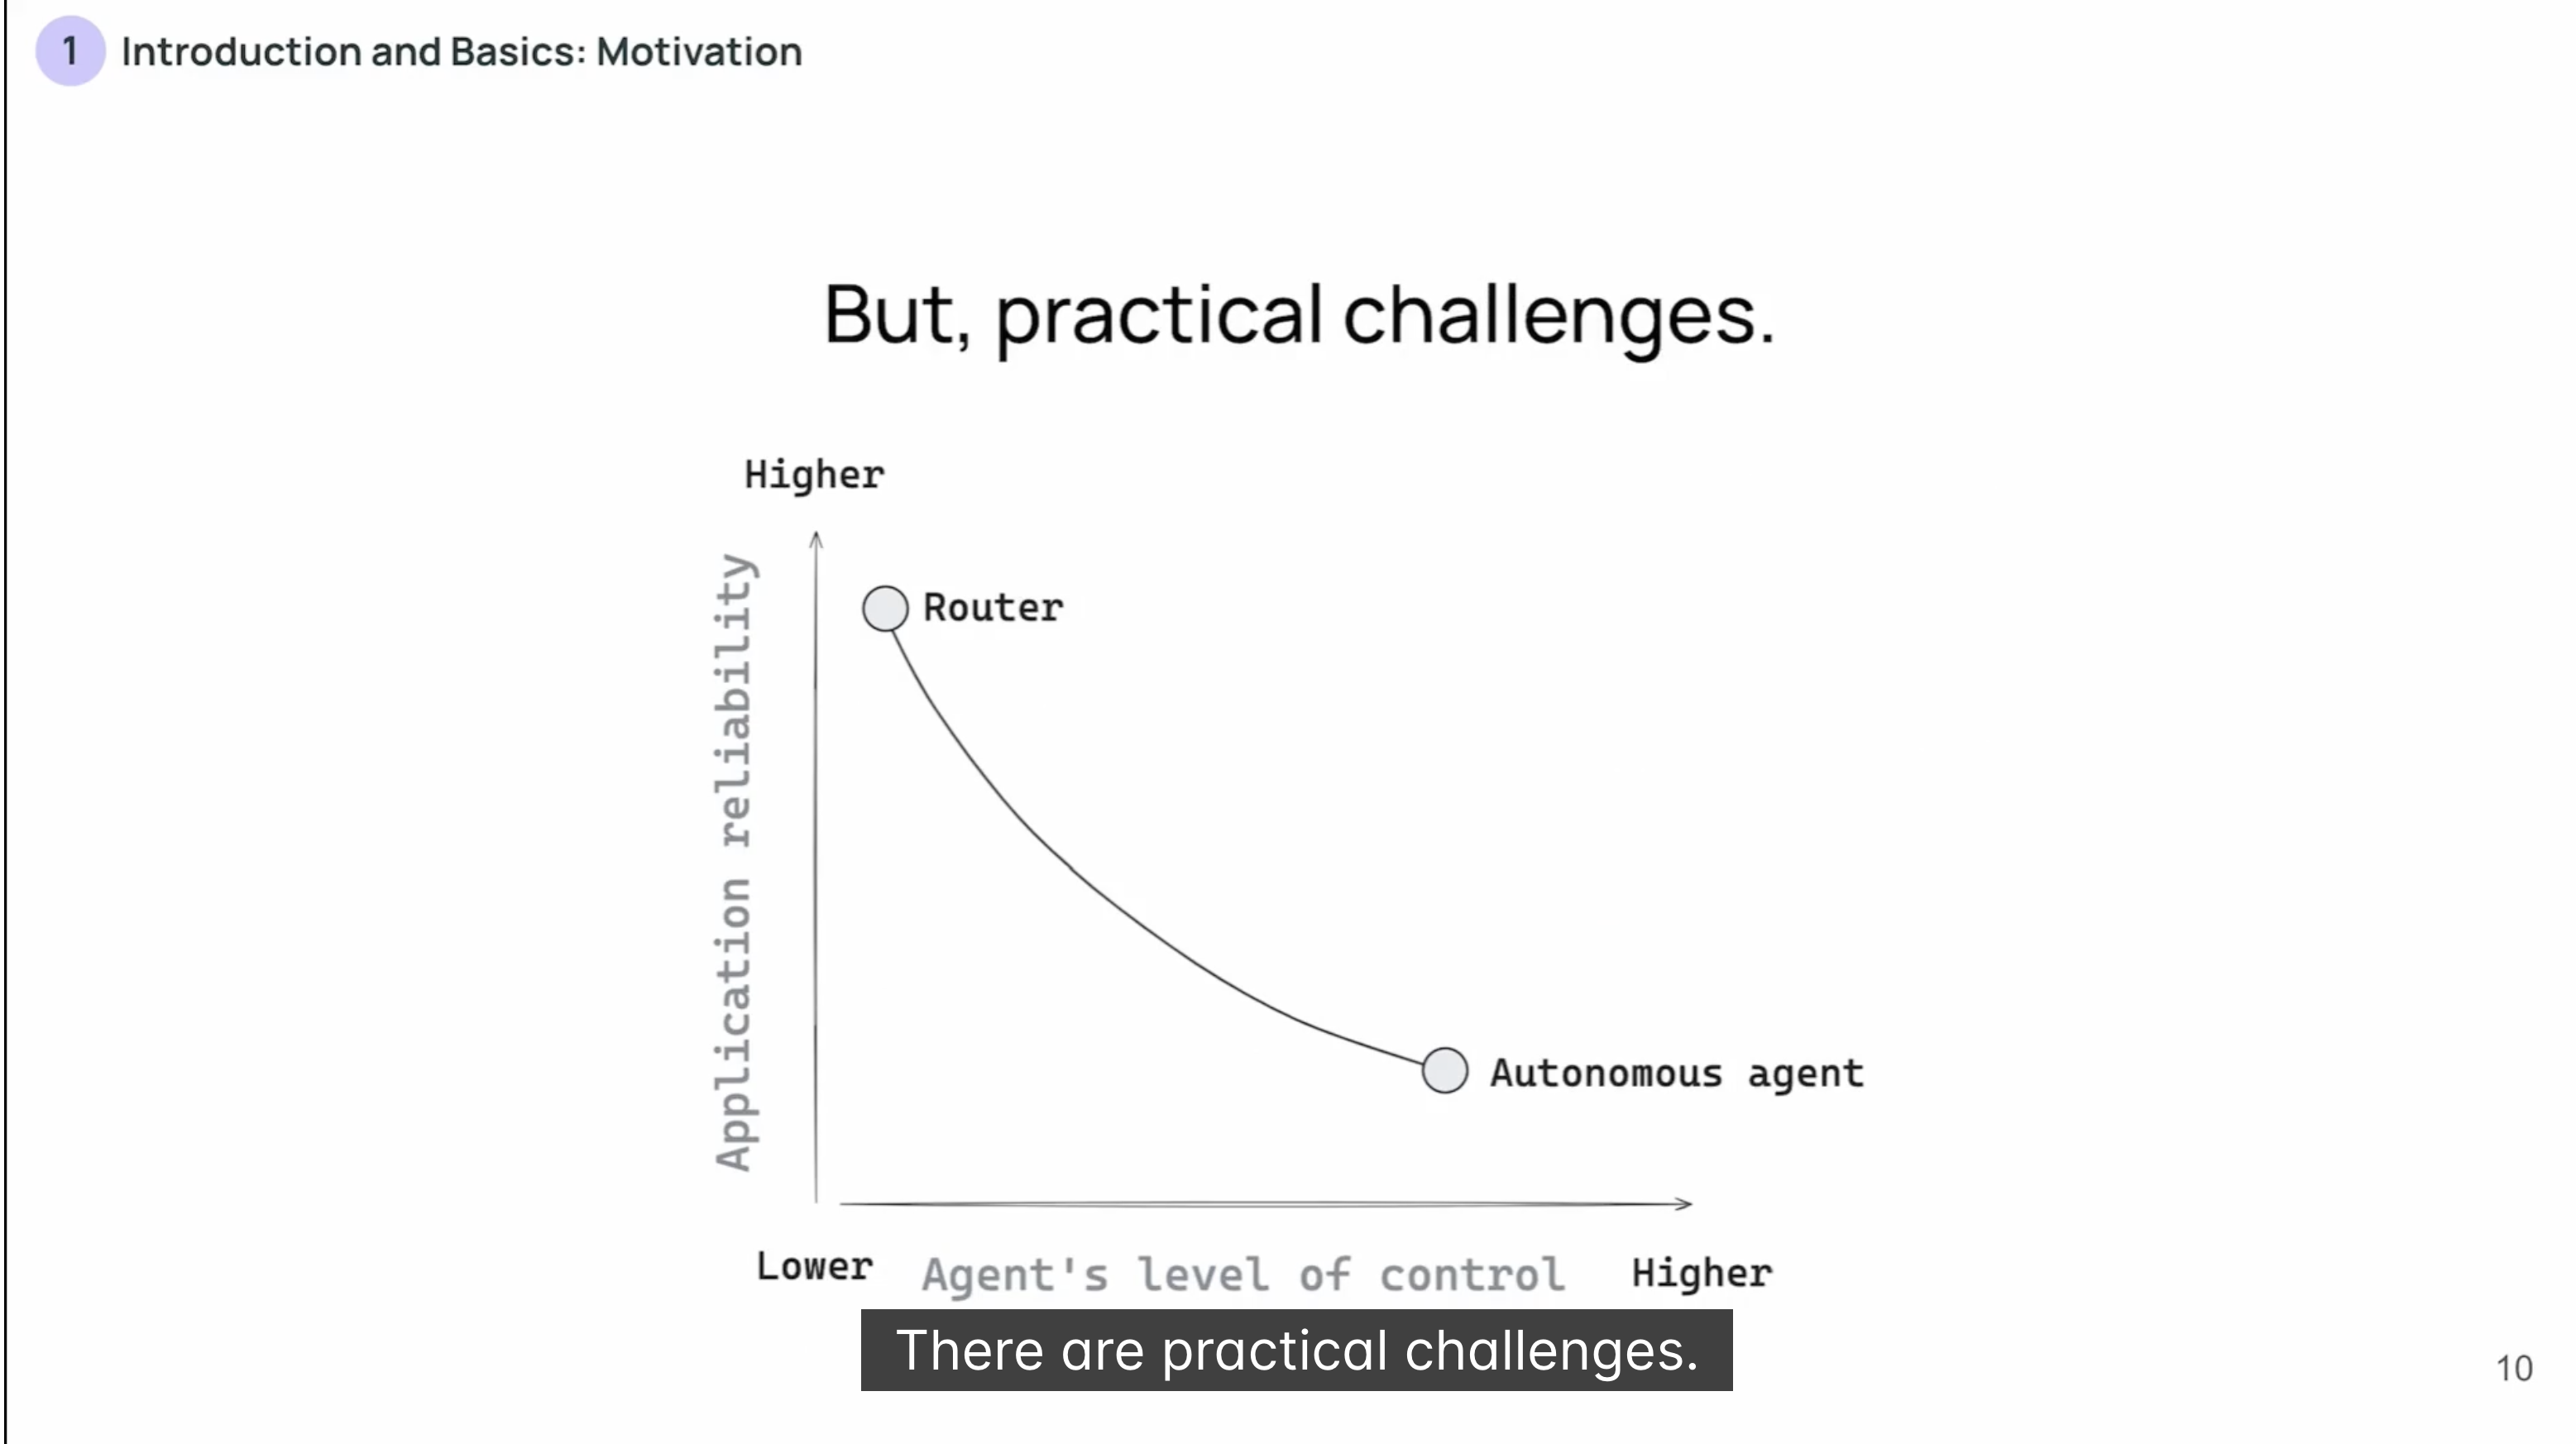 1 Introduction and Basics: Motivation
But, practical challenges.
Higher
Application reliability
Router
Autonomous agent
Lower Agent's level of control Higher
There are practical challenges.
10